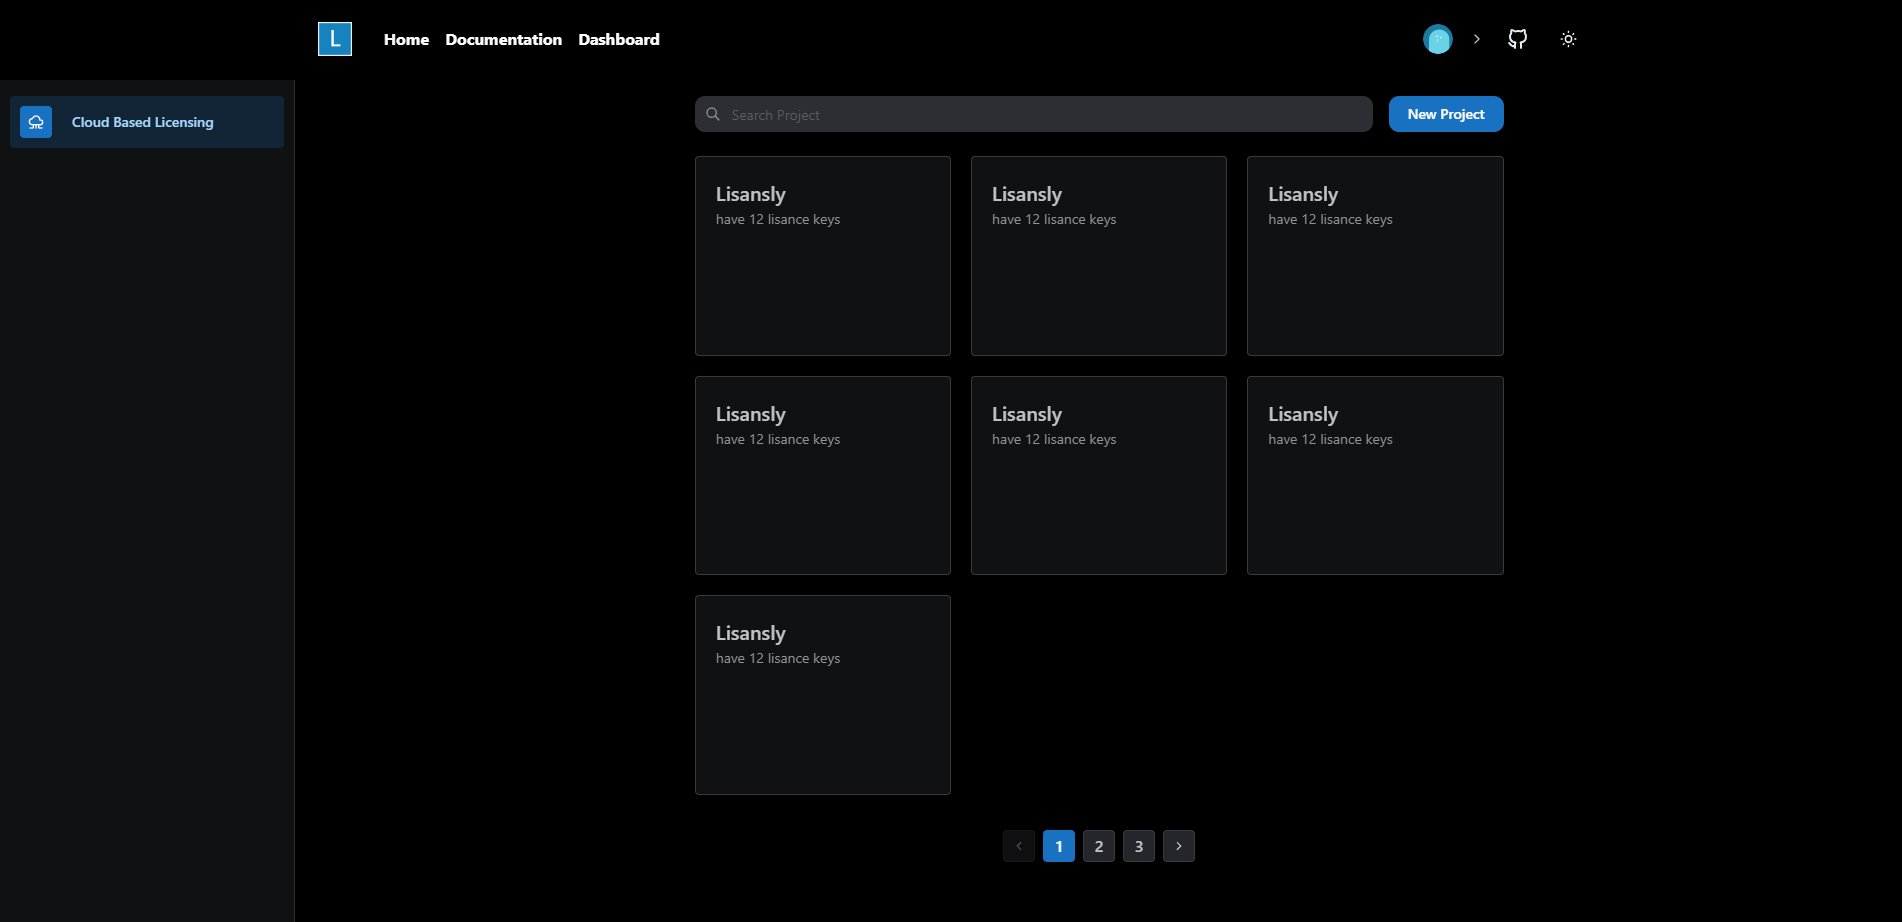 L Home Documentation Dashboard
Cloud Based Licensing
Search Project New Project
Lisansly Lisansly Lisansly
have 12 lisance keys have 12 lisance keys have 12 lisance keys
Lisansly Lisansly Lisansly
have 12 lisance keys have 12 lisance keys have 12 lisance keys
Lisansly
have 12 lisance keys
1 2 3